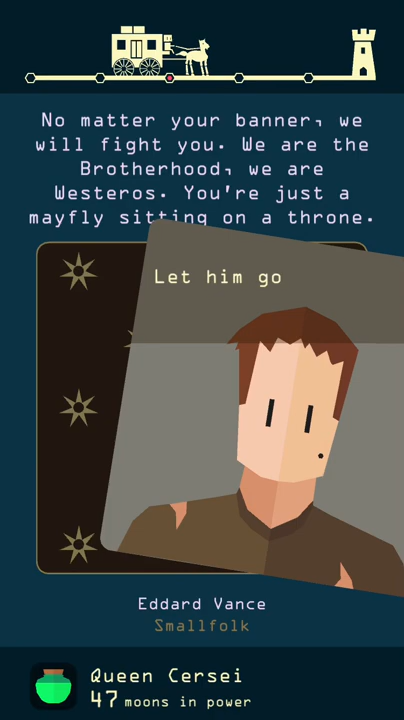 No matter your banner, we
will fight you. We are the
Brotherhood, we are
Westeros. You're just a
mayfly sitting on a throne.
Let him go
Eddard Vance
Smallfolk
Queen Cersei
47 moons in power